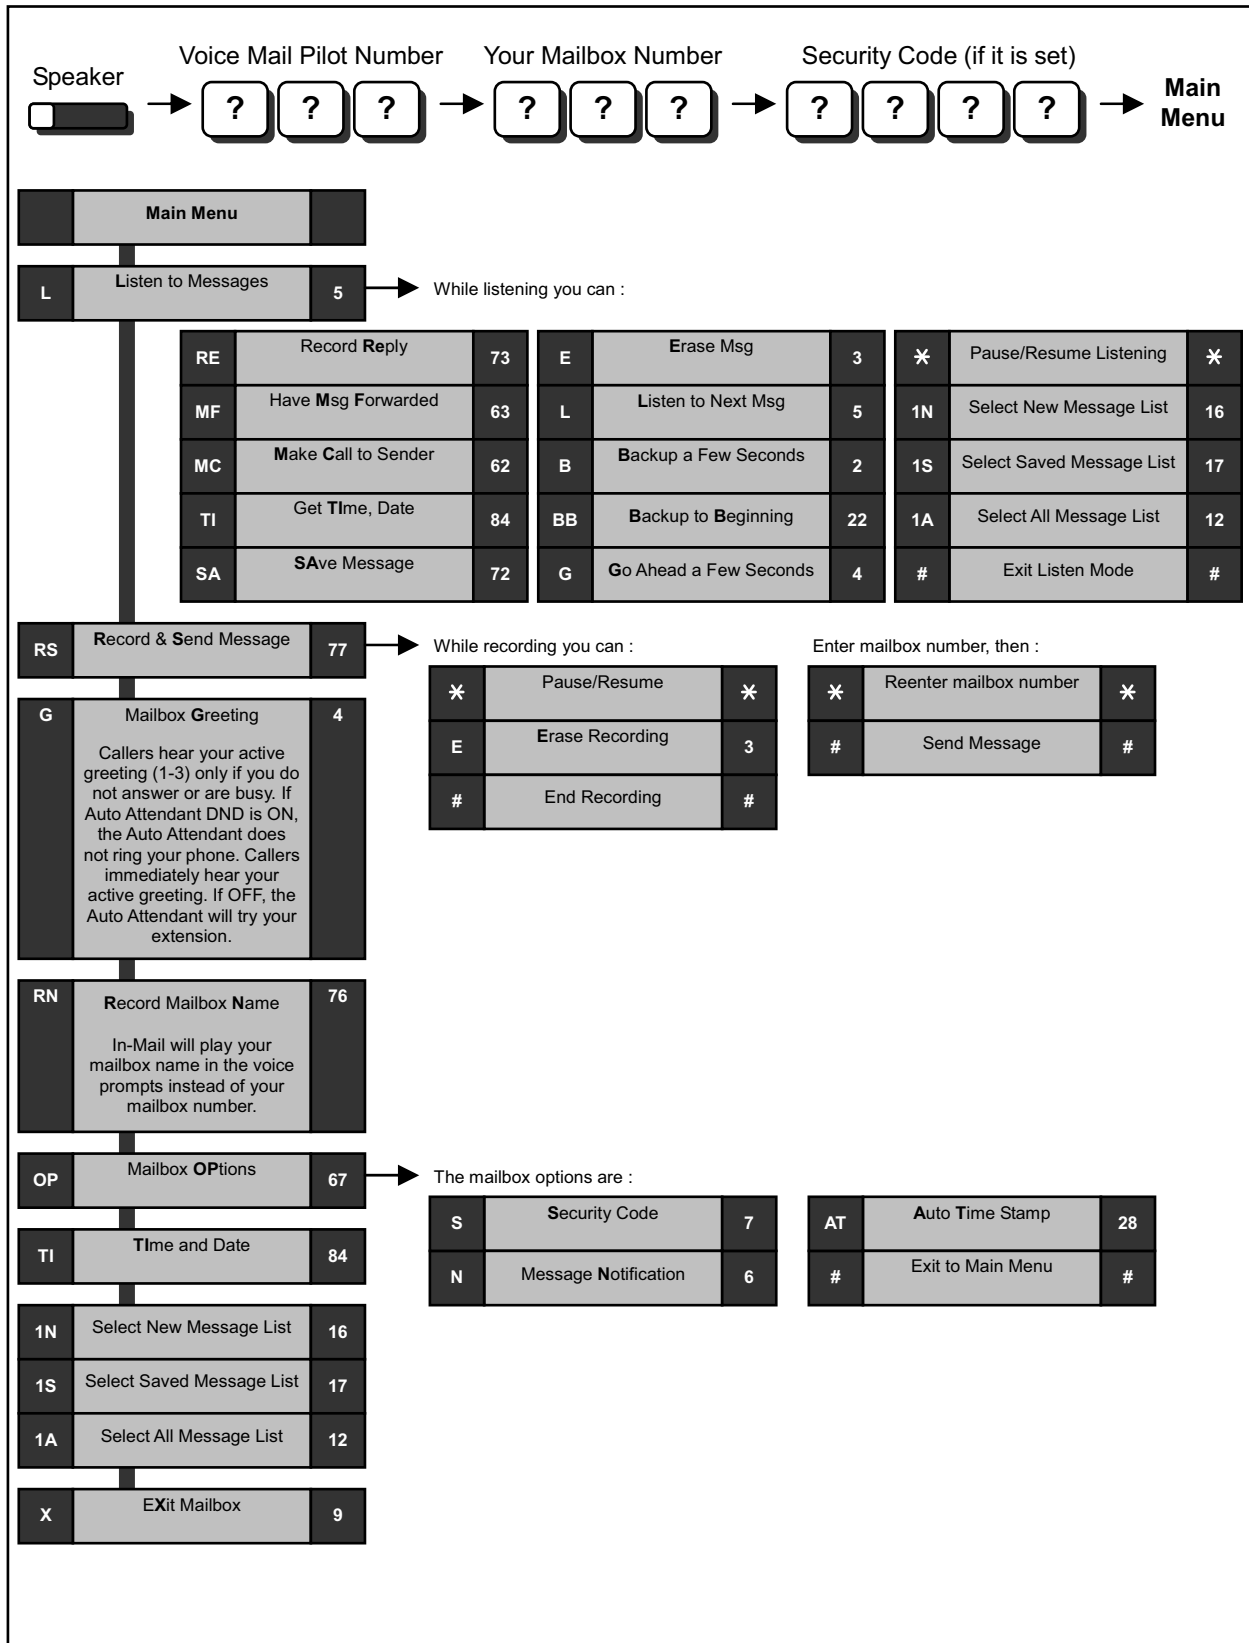 Voice Mail Pilot Number Your Mailbox Number Security Code (if it is set)
Speaker
? ? ? ? ? ? ? ? ? ?
Main
Menu
Main Menu
L Listen to Messages 5 While listening you can :
RE Record Reply 73 E Erase Msg 3 * Pause/Resume Listening *
MF Have Msg Forwarded 63 L Listen to Next Msg 5 1N Select New Message List 16
MC Make Call to Sender 62 B Backup a Few Seconds 2 1S Select Saved Message List 17
TI Get TIme, Date 84 BB Backup to Beginning 22 1A Select All Message List 12
SA SAve Message 72 G Go Ahead a Few Seconds 4 # Exit Listen Mode #
RS Record & Send Message 77 While recording you can : Enter mailbox number, then :
* Pause/Resume * * Reenter mailbox number *
E Erase Recording 3 # Send Message #
# End Recording #
G Mailbox Greeting 4
Callers hear your active
greeting (1-3) only if you do
not answer or are busy. If
Auto Attendant DND is ON,
the Auto Attendant does
not ring your phone. Callers
immediately hear your
active greeting. If OFF, the
Auto Attendant will try your
extension.
RN Record Mailbox Name 76
In-Mail will play your
mailbox name in the voice
prompts instead of your
mailbox number.
OP Mailbox OPtions 67 The mailbox options are :
S Security Code 7 AT Auto Time Stamp 28
N Message Notification 6 # Exit to Main Menu #
TI TIme and Date 84
1N Select New Message List 16
1S Select Saved Message List 17
1A Select All Message List 12
X EXit Mailbox 9